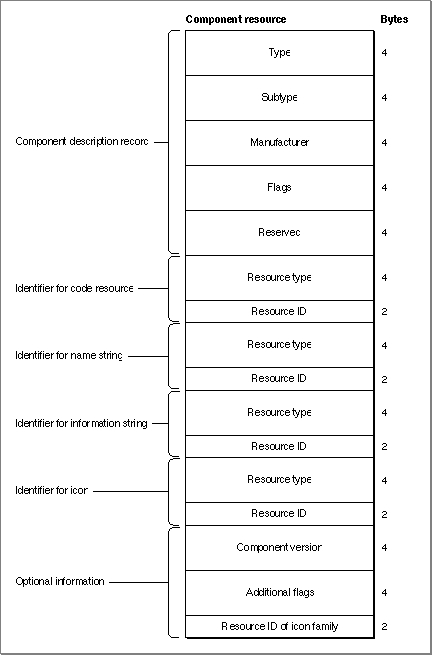 Component resource Bytes
Type 4
Subtype 4
Component description record Manufacturer 4
Flags 4
Reserved 4
Resource type 4
Identifier for code resource
Resource ID 2
Resource type 4
Identifier for name string
Resource ID 2
Resource type 4
Identifier for information string
Resource ID 2
Resource type 4
Identifier for icon
Resource ID 2
Component version 4
Optional information
Additional flags 4
Resource ID of icon family 2